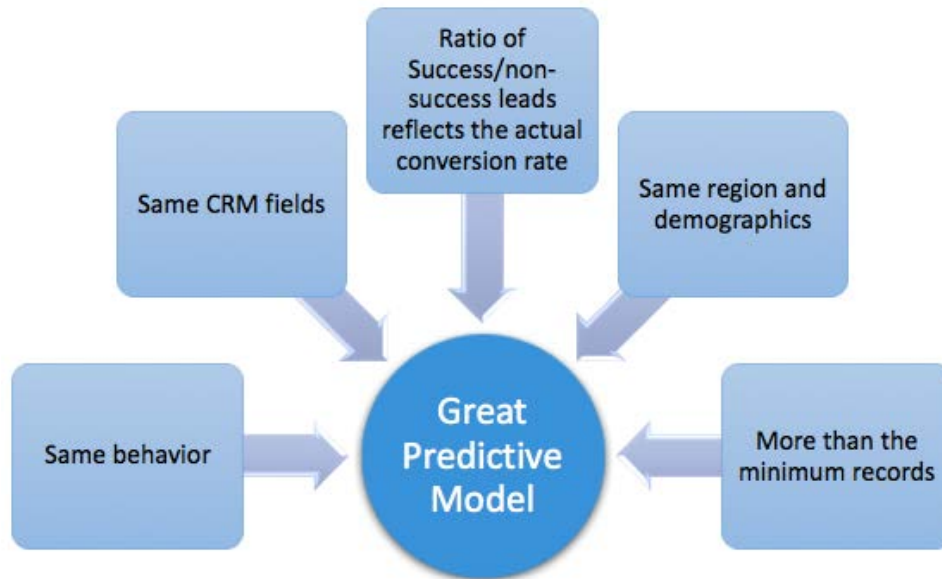 Same behavior
Same CRM fields
Ratio of
Success/non-
success leads
reflects the actual
conversion rate
Same region and
demographics
More than the
minimum records
Great
Predictive
Model